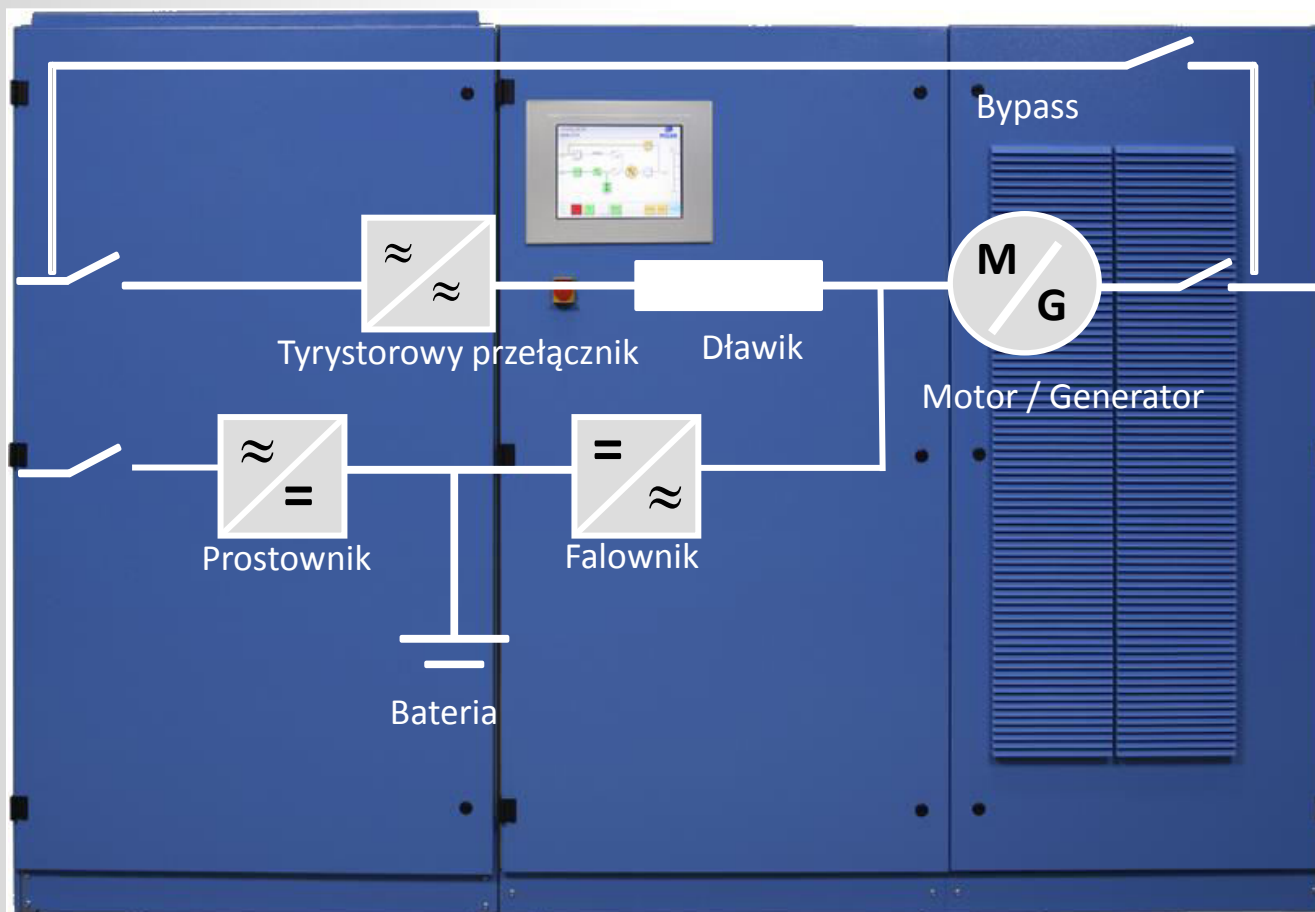 Bypass
≈
≈
Tyrystorowy przełącznik
Dławik
M
G
Motor / Generator
≈
=
Prostownik
=
≈
Falownik
Bateria